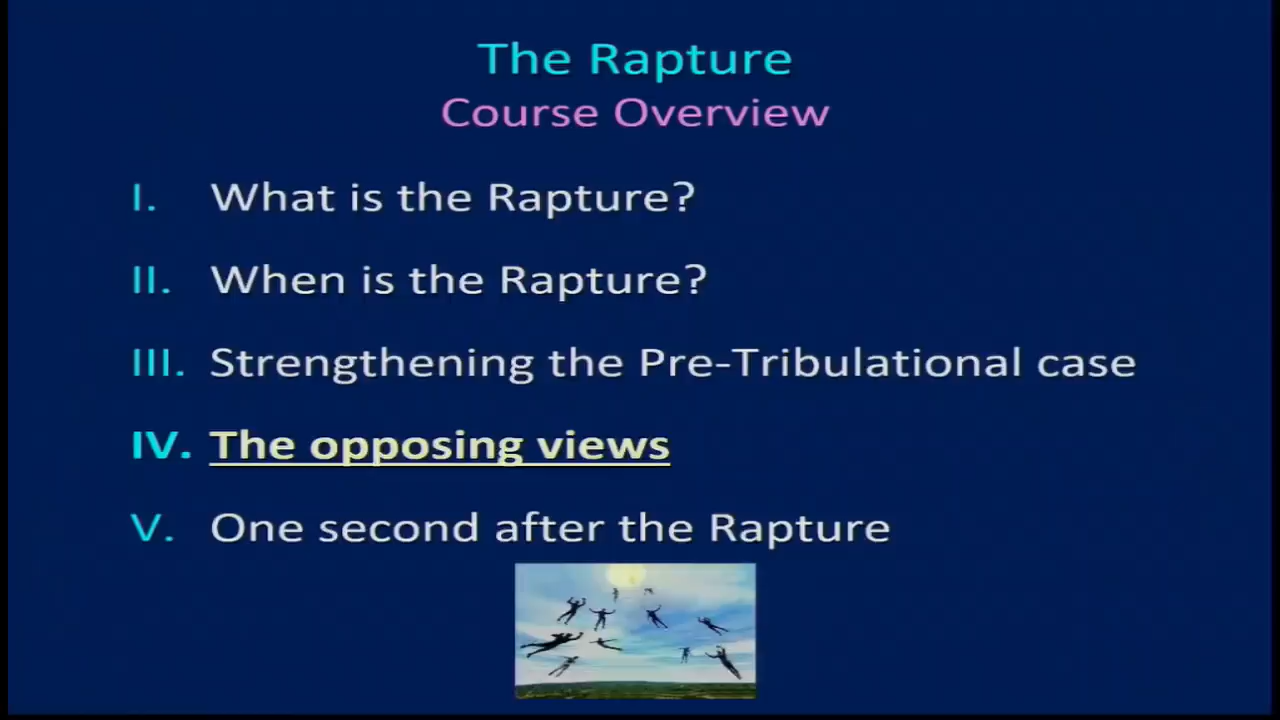 The Rapture
Course Overview
I. What is the Rapture?
II. When is the Rapture?
III. Strengthening the Pre-Tribulational case
IV. The opposing views
V. One second after the Rapture